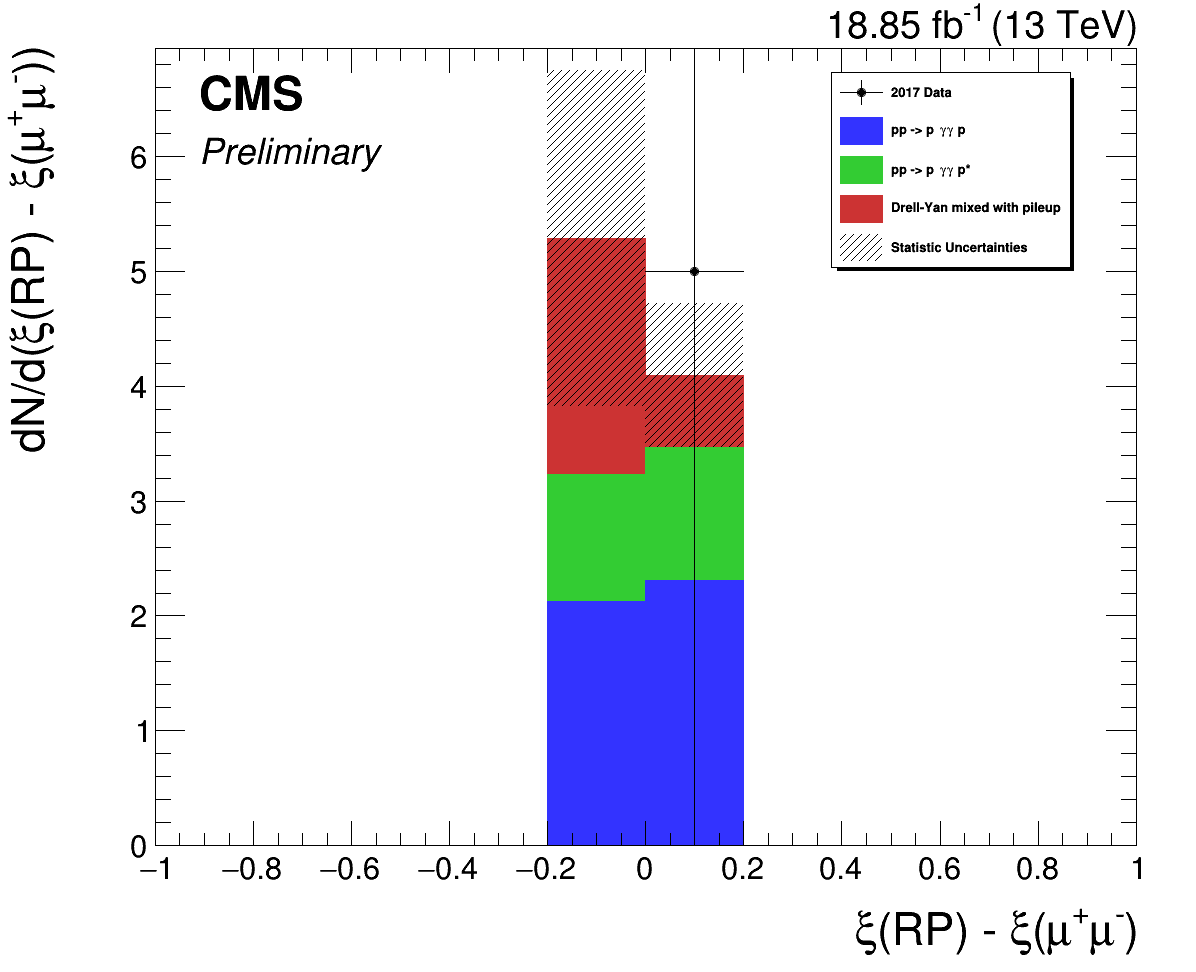 18.85 fb⁻¹ (13 TeV)
CMS
Preliminary
2017 Data
pp -> p γγ p
pp -> p γγ p*
Drell-Yan mixed with pileup
Statistic Uncertainties
dN/d(ξ(RP) - ξ(μ⁺μ⁻))
6
5
4
3
2
1
0
−1 −0.8 −0.6 −0.4 −0.2 0 0.2 0.4 0.6 0.8 1
ξ(RP) - ξ(μ⁺μ⁻)